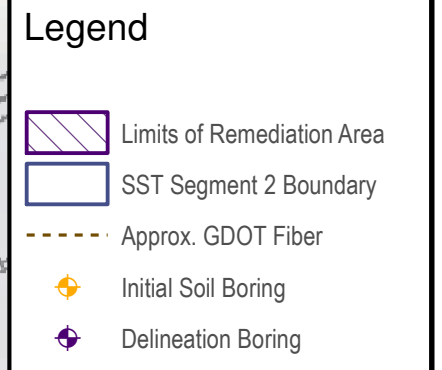 Legend
Limits of Remediation Area
SST Segment 2 Boundary
Approx. GDOT Fiber
Initial Soil Boring
Delineation Boring